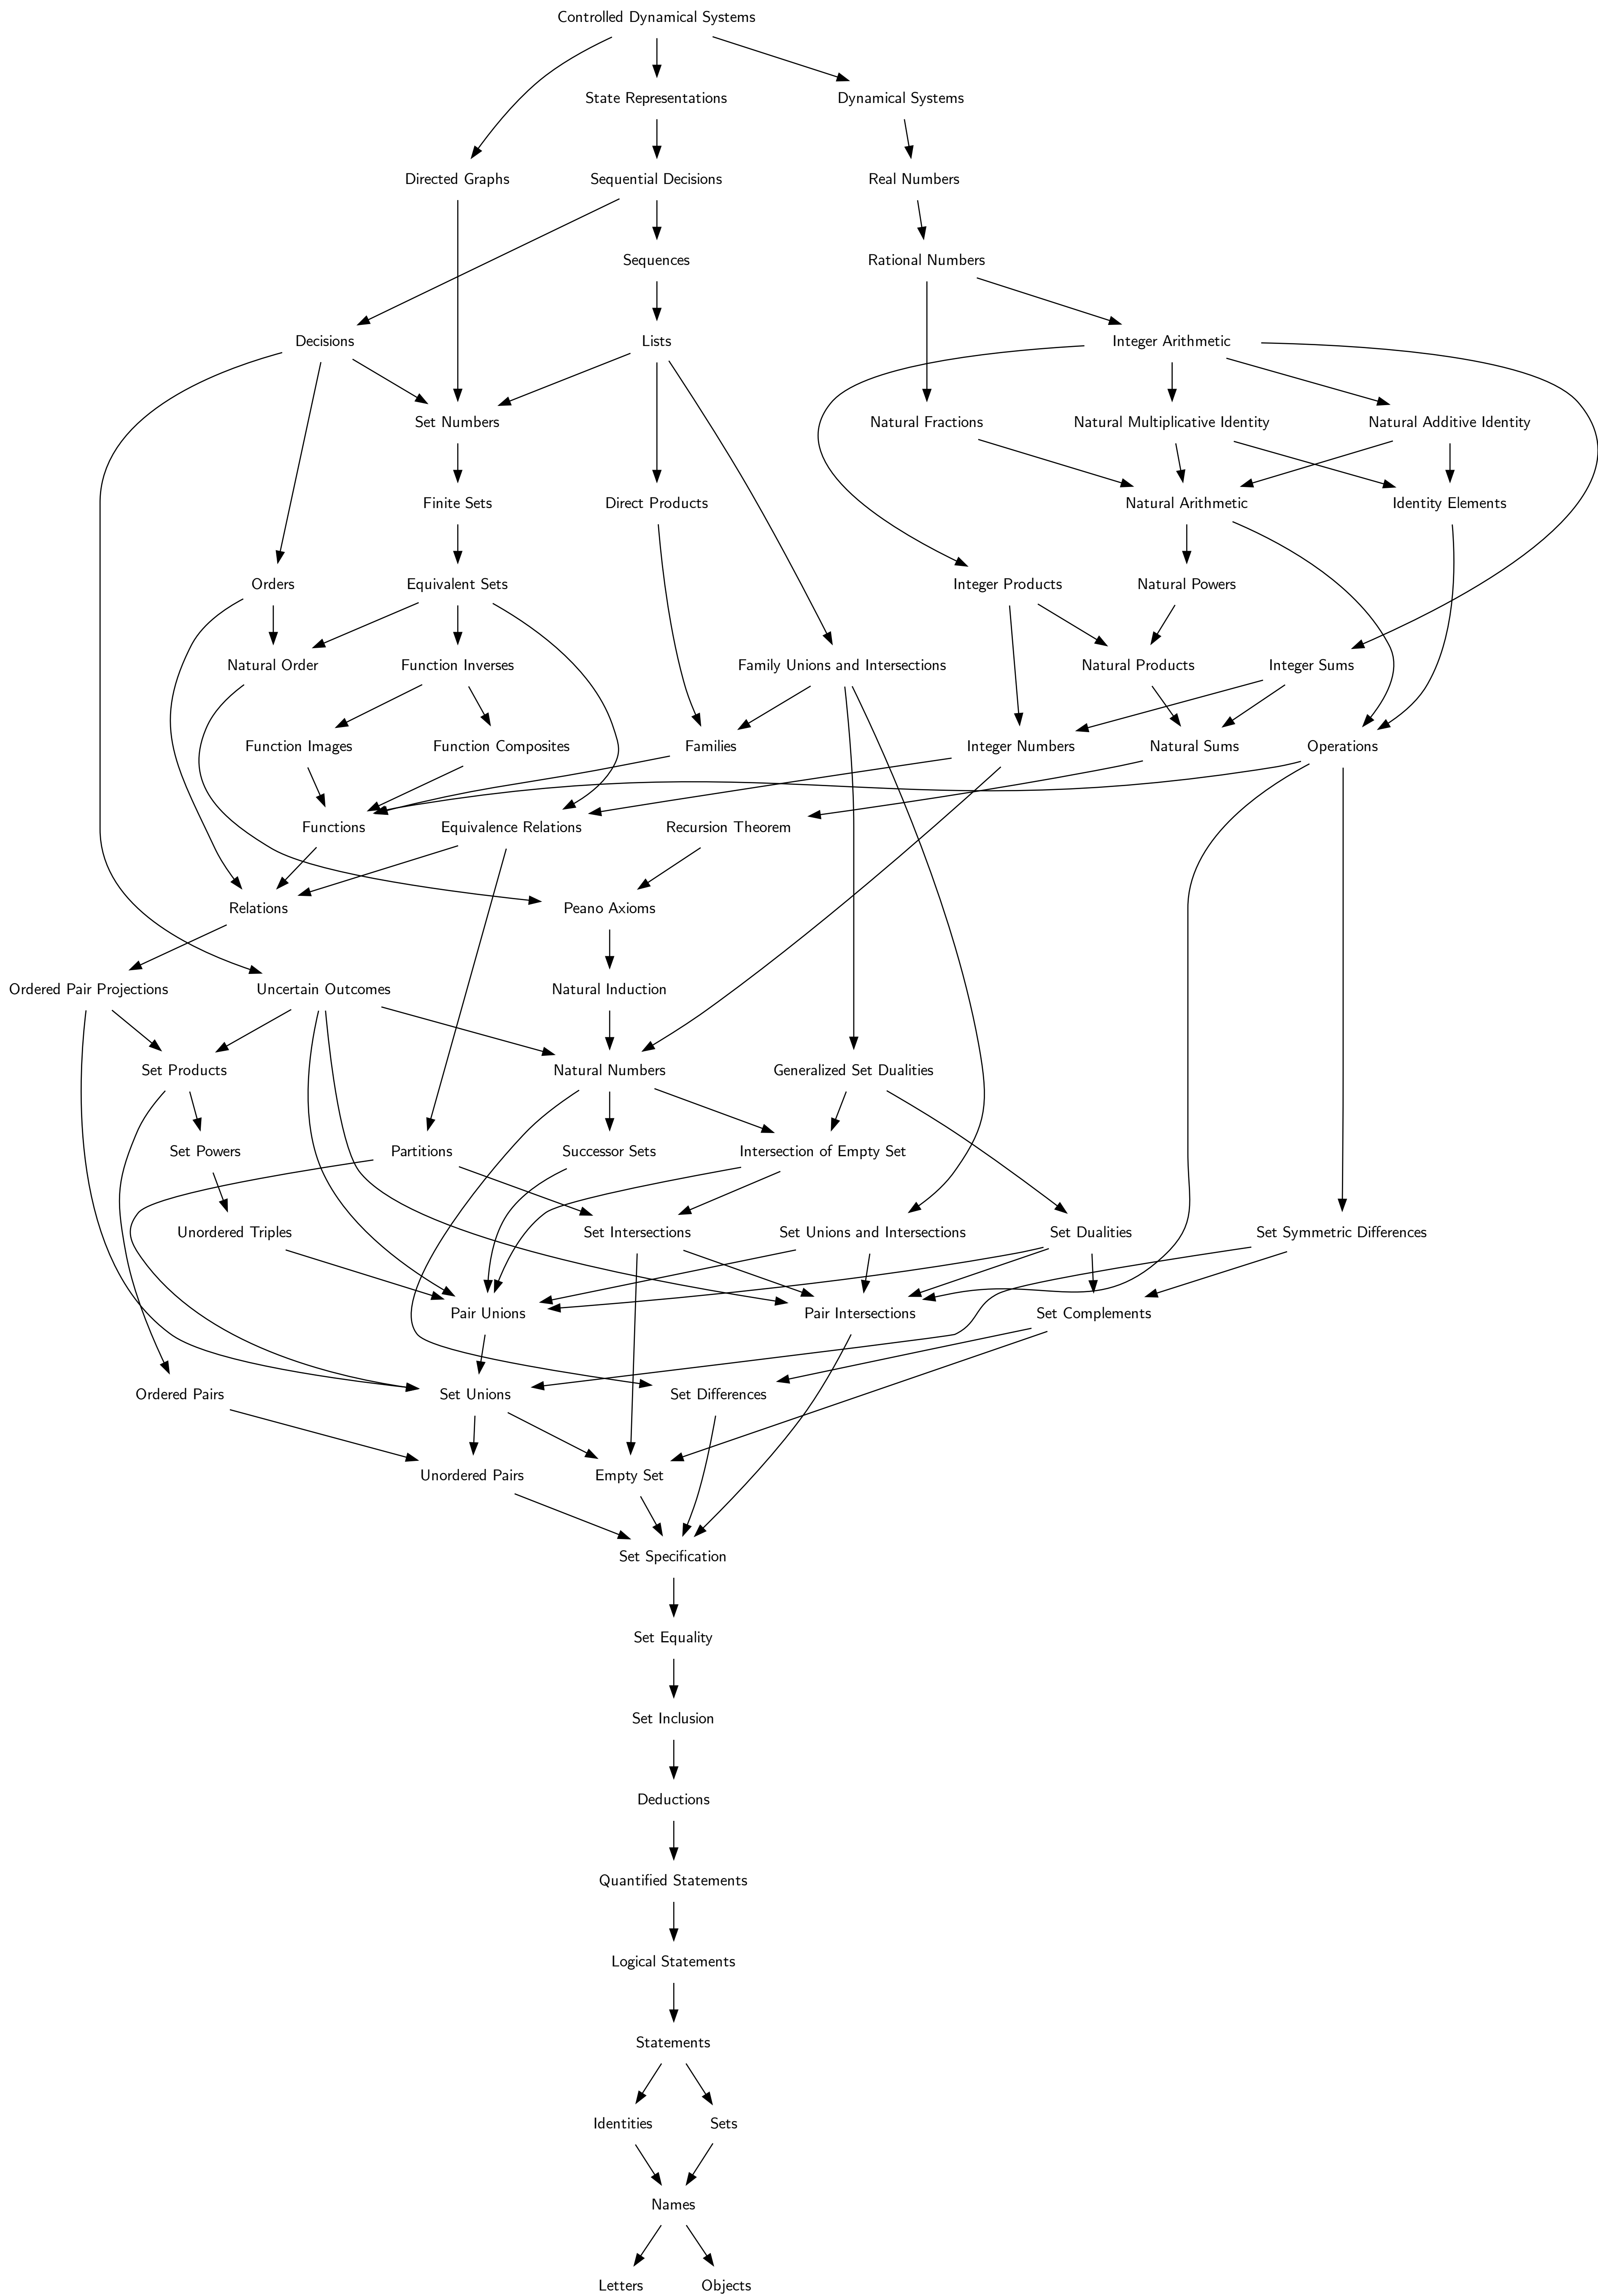 Controlled Dynamical Systems
State Representations
Dynamical Systems
Directed Graphs
Sequential Decisions
Real Numbers
Sequences
Rational Numbers
Decisions
Lists
Integer Arithmetic
Set Numbers
Natural Fractions
Natural Multiplicative Identity
Natural Additive Identity
Finite Sets
Direct Products
Natural Arithmetic
Identity Elements
Orders
Equivalent Sets
Integer Products
Natural Powers
Natural Order
Function Inverses
Family Unions and Intersections
Natural Products
Integer Sums
Function Images
Function Composites
Families
Integer Numbers
Natural Sums
Operations
Functions
Equivalence Relations
Recursion Theorem
Relations
Peano Axioms
Ordered Pair Projections
Uncertain Outcomes
Natural Induction
Set Products
Natural Numbers
Generalized Set Dualities
Set Powers
Partitions
Successor Sets
Intersection of Empty Set
Unordered Triples
Set Intersections
Set Unions and Intersections
Set Dualities
Set Symmetric Differences
Pair Unions
Pair Intersections
Set Complements
Ordered Pairs
Set Unions
Set Differences
Unordered Pairs
Empty Set
Set Specification
Set Equality
Set Inclusion
Deductions
Quantified Statements
Logical Statements
Statements
Identities
Sets
Names
Letters
Objects